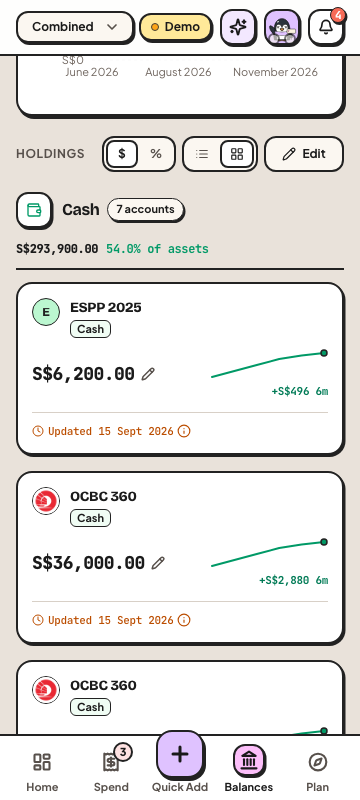 Combined
Demo
4
S$0
June 2026 August 2026 November 2026
HOLDINGS
$ %
Edit
Cash
7 accounts
S$293,900.00 54.0% of assets
E
ESPP 2025
Cash
S$6,200.00
+S$496 6m
Updated 15 Sept 2026
OCBC 360
Cash
S$36,000.00
+S$2,880 6m
Updated 15 Sept 2026
OCBC 360
Cash
3
Home Spend Quick Add Balances Plan